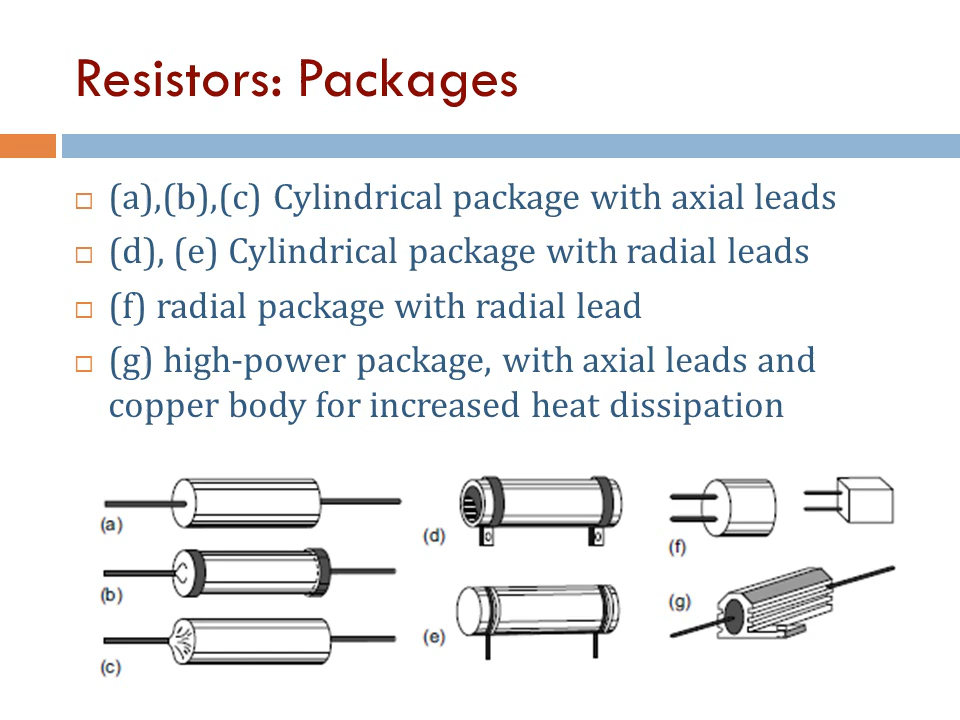 Resistors: Packages
(a),(b),(c) Cylindrical package with axial leads
(d), (e) Cylindrical package with radial leads
(f) radial package with radial lead
(g) high-power package, with axial leads and
copper body for increased heat dissipation
(a)
(b)
(c)
(d)
(e)
(f)
(g)